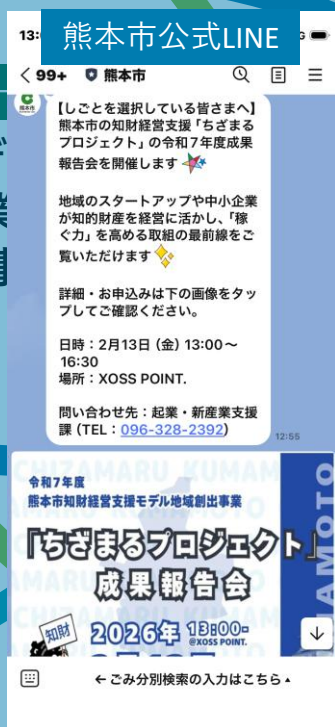 熊本市公式LINE
13:
< 99+ 熊本市
【しごとを選択している皆さまへ】
熊本市の知財経営支援「ちざまる
プロジェクト」の令和7年度成果
報告会を開催します
地域のスタートアップや中小企業
が知的財産を経営に活かし、「稼
ぐ力」を高める取組の最前線をご
覧いただけます
詳細・お申込みは下の画像をタッ
プしてご確認ください。
日時:2月13日(金) 13:00〜
16:30
場所:XOSS POINT.
問い合わせ先:起業・新産業支援
課(TEL:096-328-2392)
12:55
CHIZAMARU KUMAM
令和7年度
熊本市知財経営支援モデル地域創出事業
『ちざまるプロジェクト』
成果報告会
知財
2026年 13:00-
@XOSS POINT.
AMOTO
←ごみ分別検索の入力はこちら▲